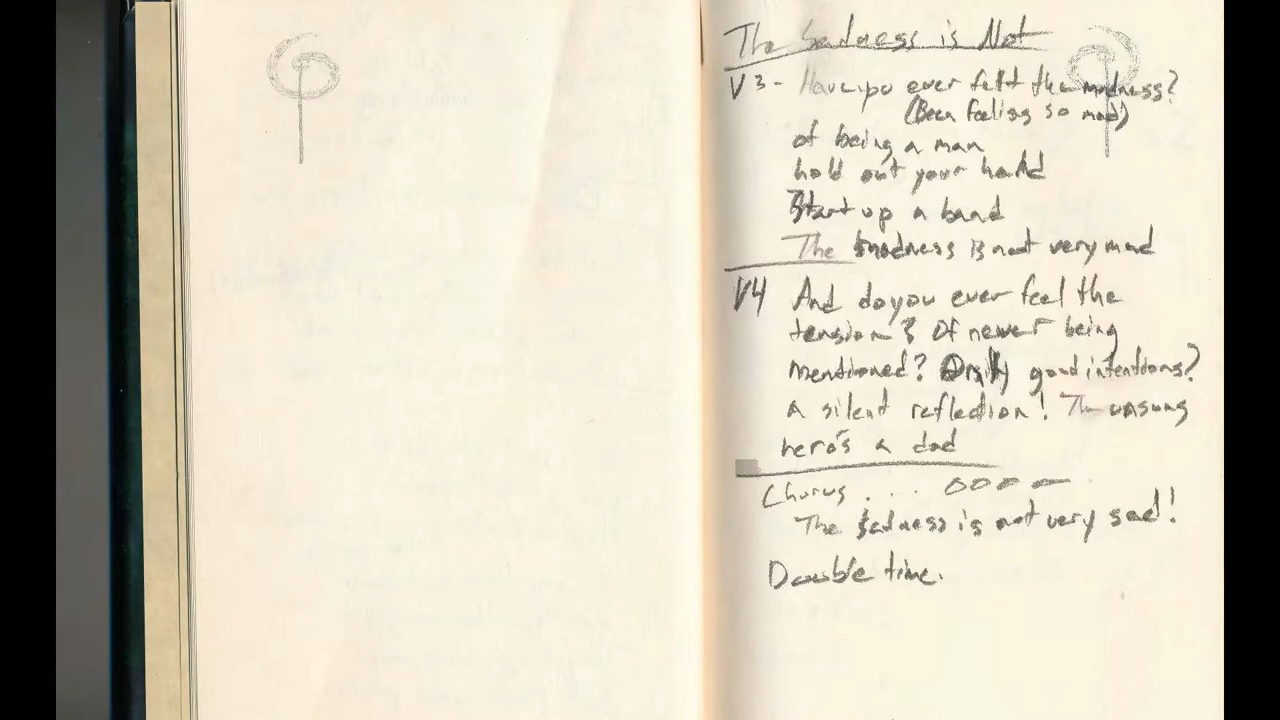 The Sadness is Not
V3- Have you ever felt the madness?
(Been feeling so mad)
of being a man
hold out your hand
Start up a band
The madness is not very mad
V4 And do you ever feel the
tension? Of never being
mentioned? Only good intentions?
a silent reflection! The unsung
hero's a dad
Chorus . . . . ooo
The sadness is not very sad!
Double time.